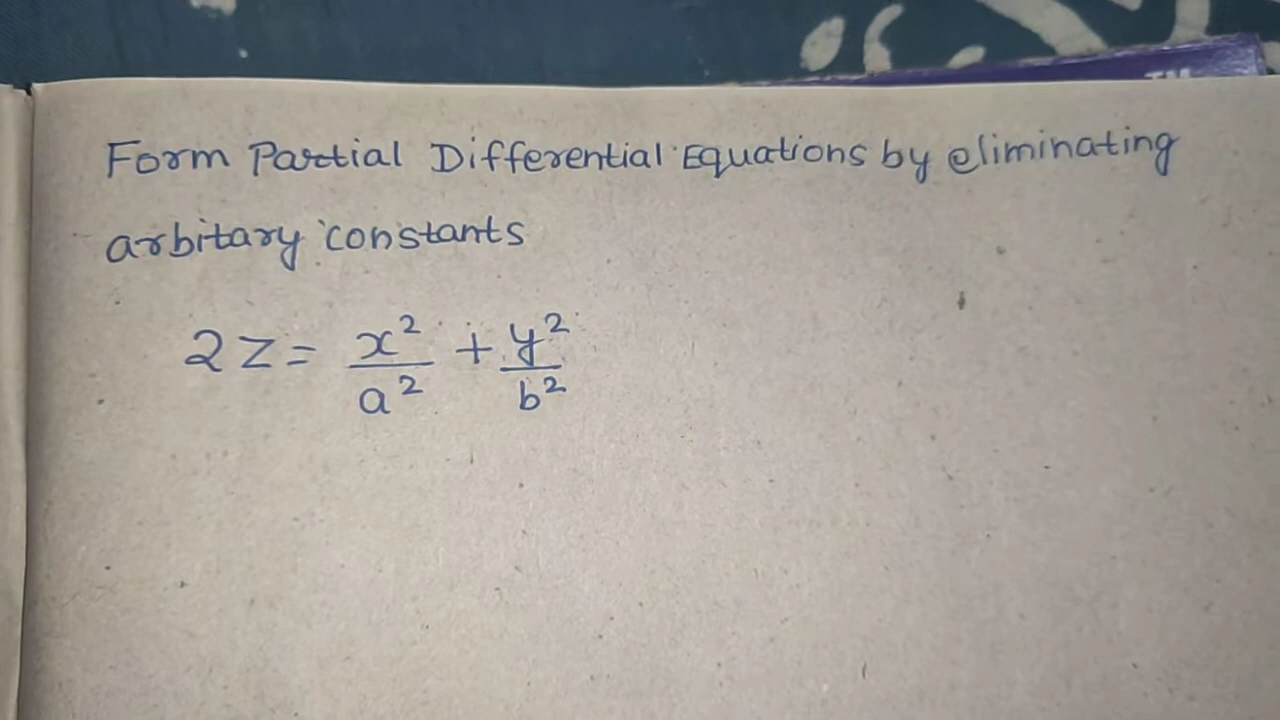 Form Partial Differential Equations by eliminating
arbitary constants
2z = x²/a² + y²/b²